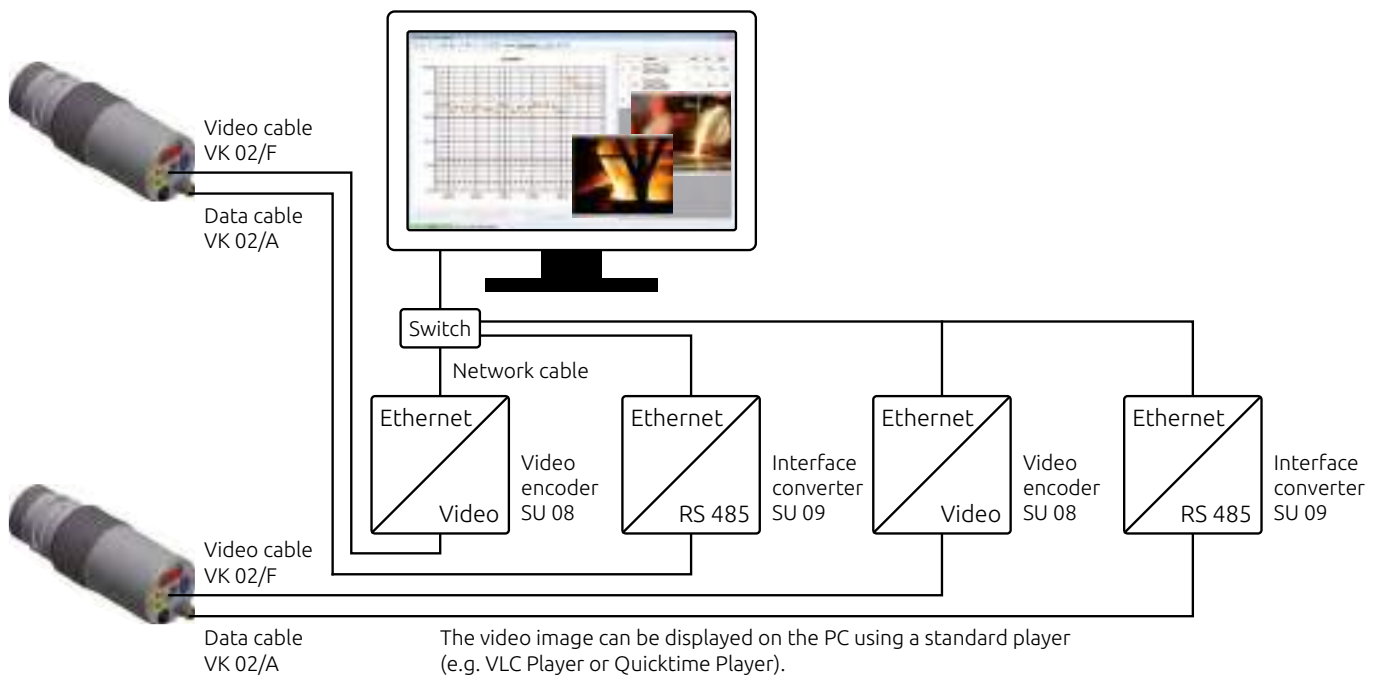 Video cable
VK 02/F
Data cable
VK 02/A
Switch
Network cable
Ethernet
Video
Video
encoder
SU 08
Ethernet
RS 485
Interface
converter
SU 09
Ethernet
Video
Video
encoder
SU 08
Ethernet
RS 485
Interface
converter
SU 09
Video cable
VK 02/F
Data cable
VK 02/A
The video image can be displayed on the PC using a standard player
(e.g. VLC Player or Quicktime Player).